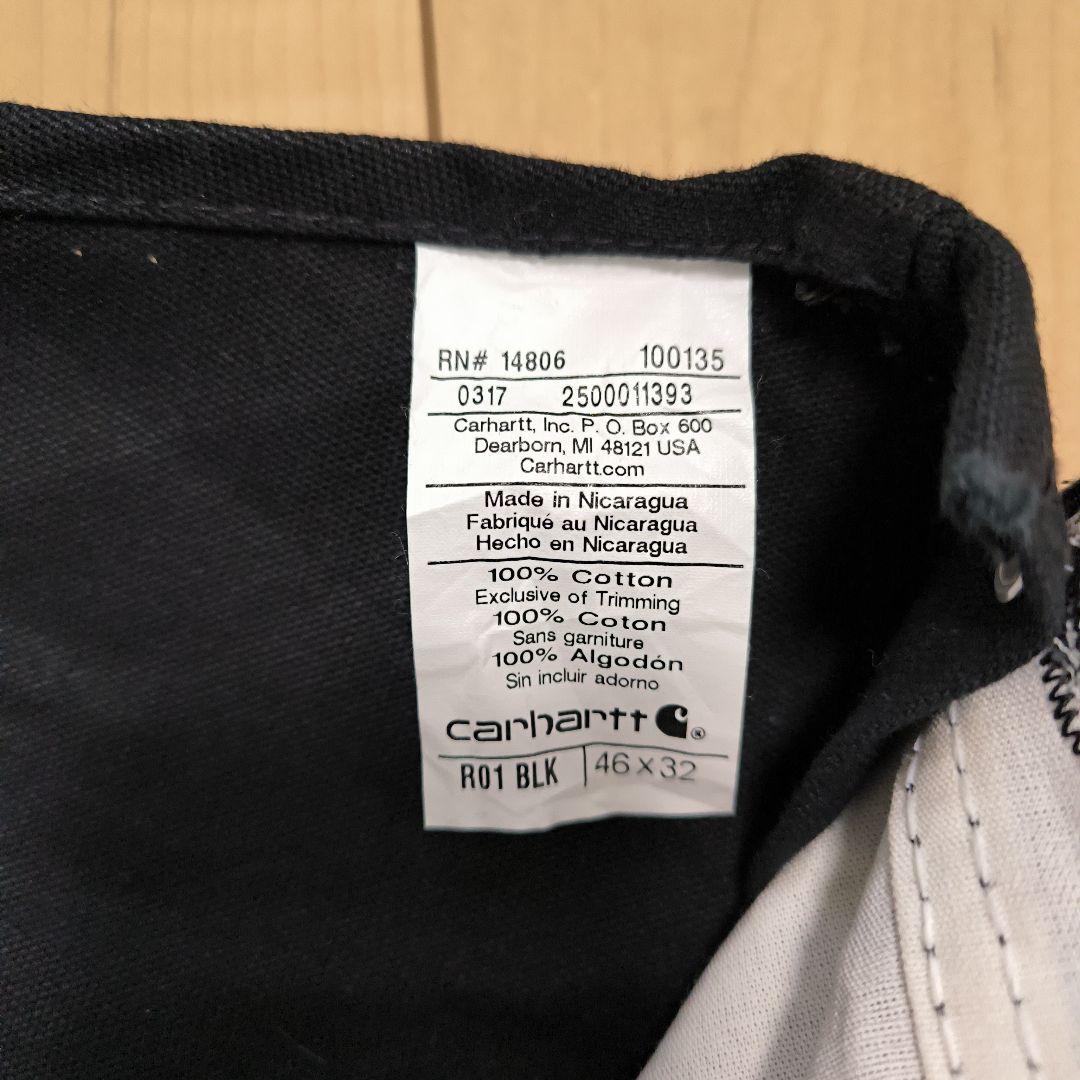 RN# 14806 100135
0317 2500011393
Carhartt, Inc. P. O. Box 600
Dearborn, MI 48121 USA
Carhartt.com
Made in Nicaragua
Fabriqué au Nicaragua
Hecho en Nicaragua
100% Cotton
Exclusive of Trimming
100% Coton
Sans garniture
100% Algodón
Sin incluir adorno
carhartt ®
R01 BLK 46×32